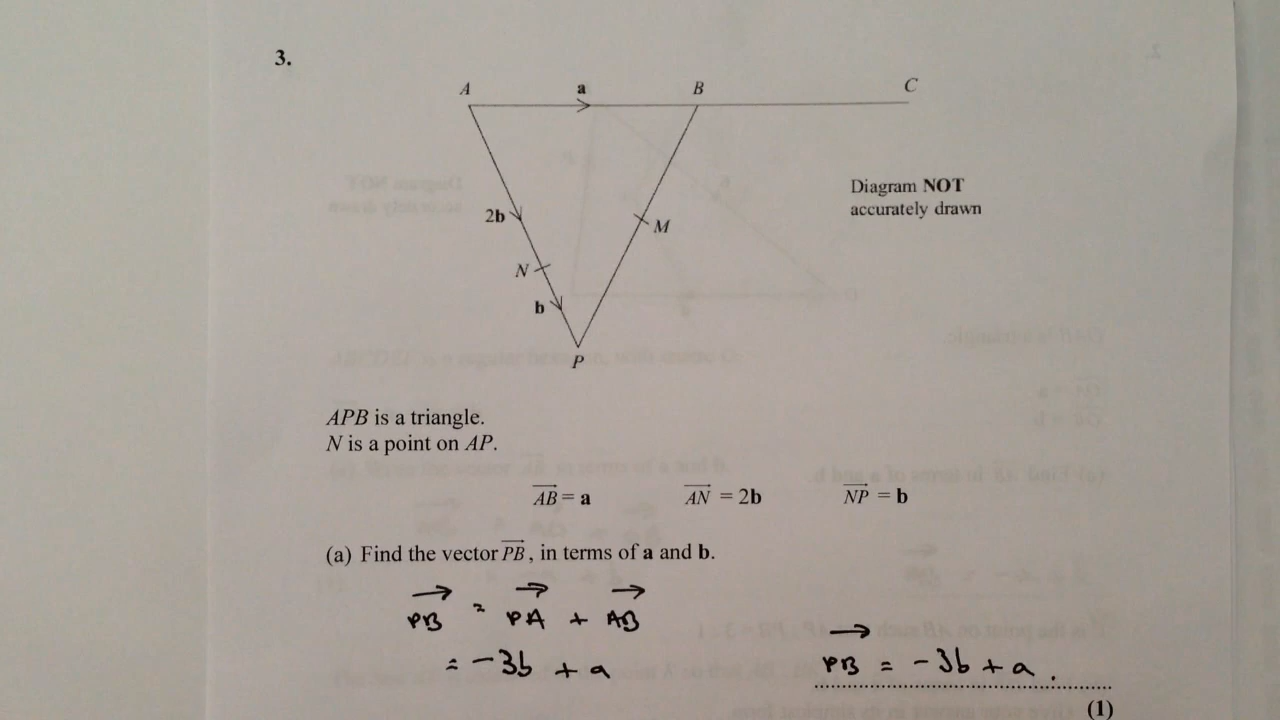 3.
A a B C
Diagram NOT
accurately drawn
2b M
N
b
P
APB is a triangle.
N is a point on AP.
AB = a AN = 2b NP = b
(a) Find the vector PB, in terms of a and b.
PB = PA + AB
= -3b + a
PB = -3b + a.
(1)